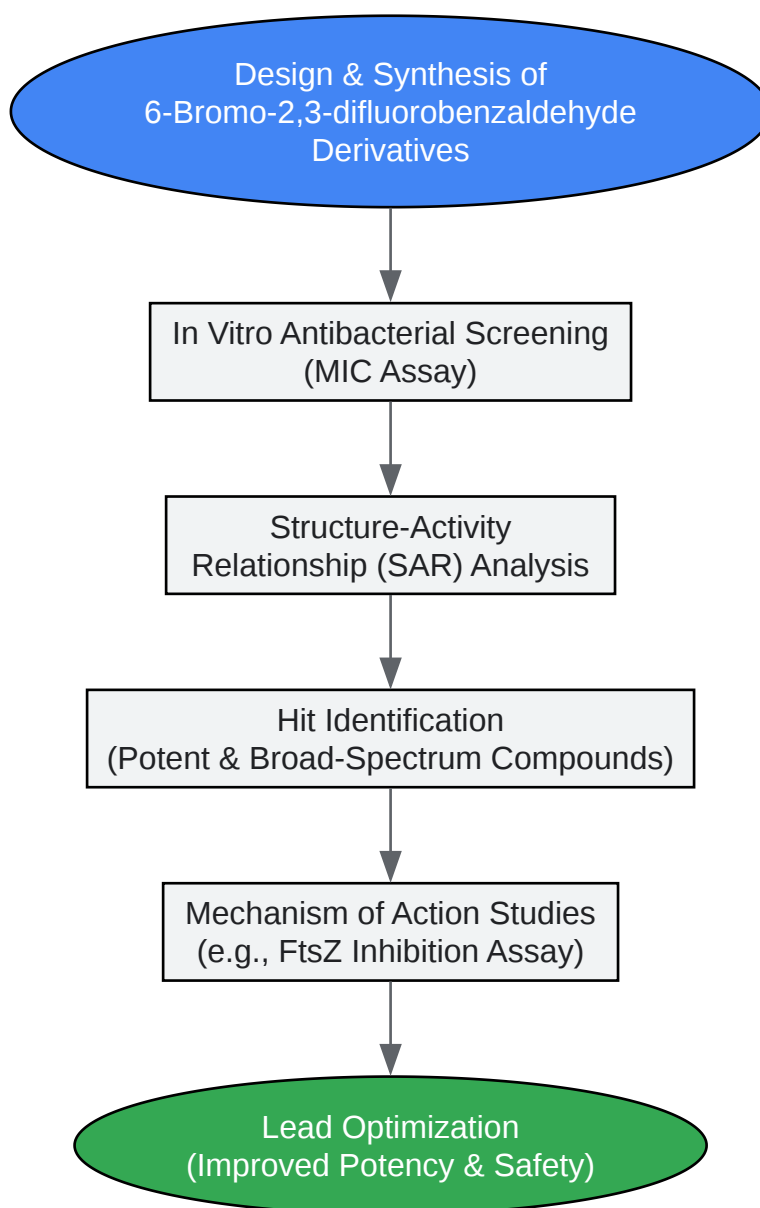 Design & Synthesis of
6-Bromo-2,3-difluorobenzaldehyde
Derivatives
In Vitro Antibacterial Screening
(MIC Assay)
Structure-Activity
Relationship (SAR) Analysis
Hit Identification
(Potent & Broad-Spectrum Compounds)
Mechanism of Action Studies
(e.g., FtsZ Inhibition Assay)
Lead Optimization
(Improved Potency & Safety)